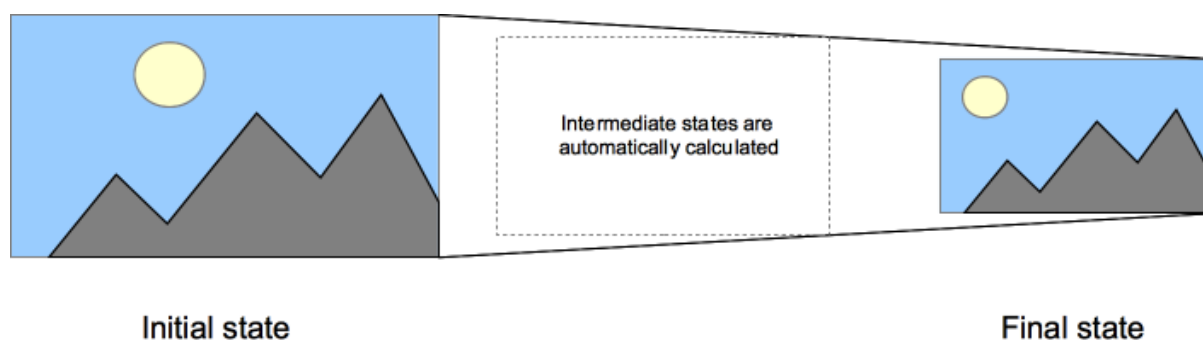 Intermediate states are
automatically calculated
Initial state
Final state